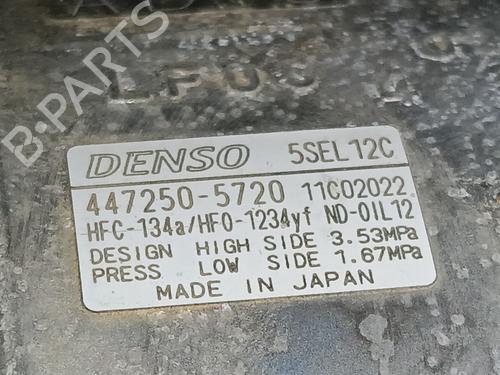 B-PARTS
DENSO 5SEL12C
447250-5720 11C02022
HFC-134a/HFO-1234yf ND-OIL12
DESIGN HIGH SIDE 3.53MPa
PRESS LOW SIDE 1.67MPa
MADE IN JAPAN